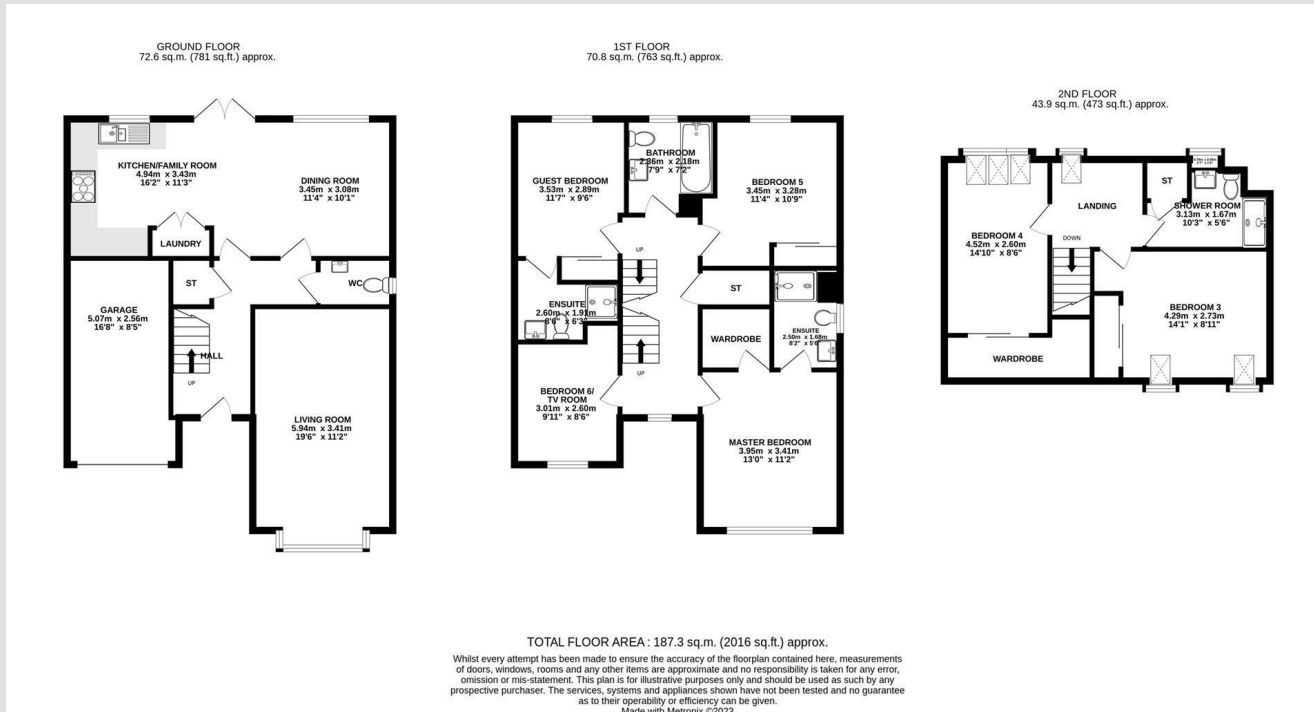 GROUND FLOOR
72.6 sq.m. (781 sq.ft.) approx.
KITCHEN/FAMILY ROOM
4.94m x 3.43m
16'2" x 11'3"
DINING ROOM
3.45m x 3.08m
11'4" x 10'1"
LAUNDRY
ST
WC
GARAGE
5.07m x 2.56m
16'8" x 8'5"
HALL
UP
LIVING ROOM
5.94m x 3.41m
19'6" x 11'2"
1ST FLOOR
70.8 sq.m. (763 sq.ft.) approx.
GUEST BEDROOM
3.53m x 2.89m
11'7" x 9'6"
BATHROOM
2.36m x 2.18m
7'9" x 7'2"
BEDROOM 5
3.45m x 3.28m
11'4" x 10'9"
UP
ST
ENSUITE
2.60m x 1.91m
8'6" x 6'3"
WARDROBE
ENSUITE
2.50m x 1.68m
8'2" x 5'6"
UP
BEDROOM 6/
TV ROOM
3.01m x 2.60m
9'11" x 8'6"
MASTER BEDROOM
3.95m x 3.41m
13'0" x 11'2"
2ND FLOOR
43.9 sq.m. (473 sq.ft.) approx.
ST
LANDING
SHOWER ROOM
3.13m x 1.67m
10'3" x 5'6"
BEDROOM 4
4.52m x 2.60m
14'10" x 8'6"
DOWN
BEDROOM 3
4.29m x 2.73m
14'1" x 8'11"
WARDROBE
TOTAL FLOOR AREA : 187.3 sq.m. (2016 sq.ft.) approx.
Whilst every attempt has been made to ensure the accuracy of the floorplan contained here, measurements
of doors, windows, rooms and any other items are approximate and no responsibility is taken for any error,
omission or mis-statement. This plan is for illustrative purposes only and should be used as such by any
prospective purchaser. The services, systems and appliances shown have not been tested and no guarantee
as to their operability or efficiency can be given.
Made with Metropix ©2023